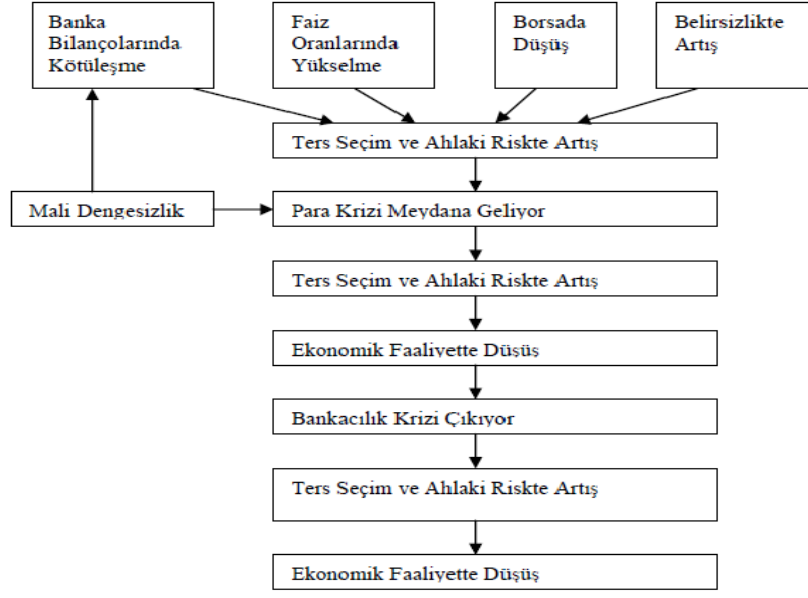 Banka
Bilançolarında
Kötüleşme
Faiz
Oranlarında
Yükselme
Borsada
Düşüş
Belirsizlikte
Artış
Ters Seçim ve Ahlaki Riskte Artış
Mali Dengesizlik
Para Krizi Meydana Geliyor
Ters Seçim ve Ahlaki Riskte Artış
Ekonomik Faaliyette Düşüş
Bankacılık Krizi Çıkıyor
Ters Seçim ve Ahlaki Riskte Artış
Ekonomik Faaliyette Düşüş